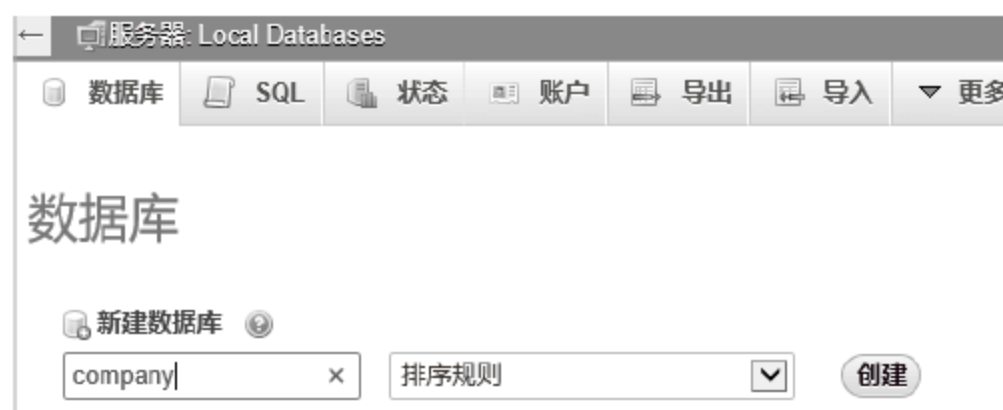 服务器: Local Databases
数据库 SQL 状态 账户 导出 导入 更多
数据库
新建数据库
company × 排序规则 创建